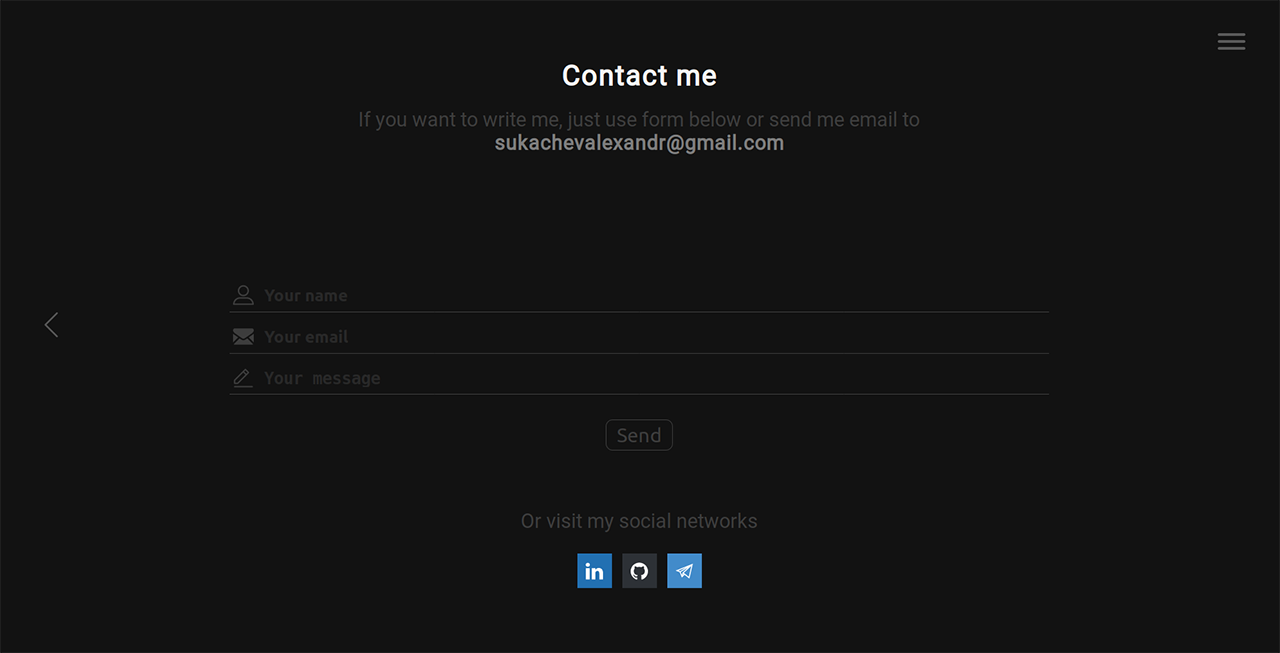 Contact me
If you want to write me, just use form below or send me email to
sukachevalexandr@gmail.com
Your name
Your email
Your message
Send
Or visit my social networks
in